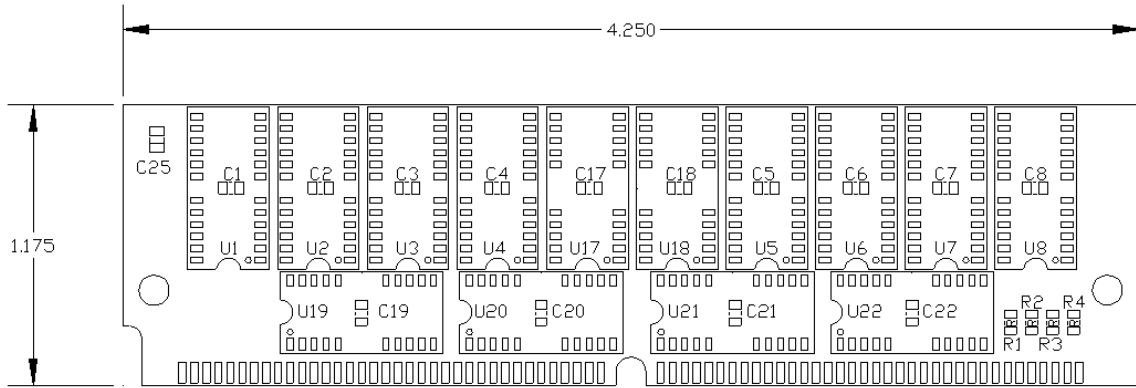 4.250
C25
C1 C2 C3 C4 C17 C18 C5 C6 C7 C8
1.175
U1 U2 U3 U4 U17 U18 U5 U6 U7 U8
U19 C19 U20 C20 U21 C21 U22 C22
R2 R4
R R R R
R1 R3